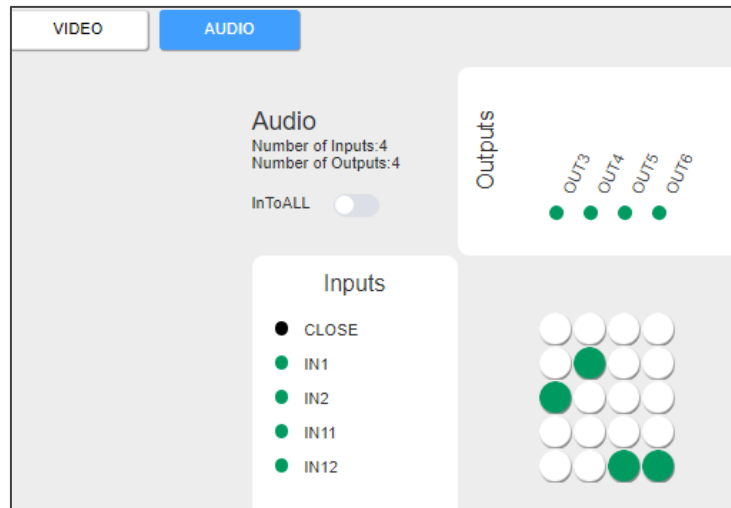 VIDEO
AUDIO
Audio
Number of Inputs:4
Number of Outputs:4
InToALL
Outputs
OUT3
OUT4
OUT5
OUT6
Inputs
CLOSE
IN1
IN2
IN11
IN12